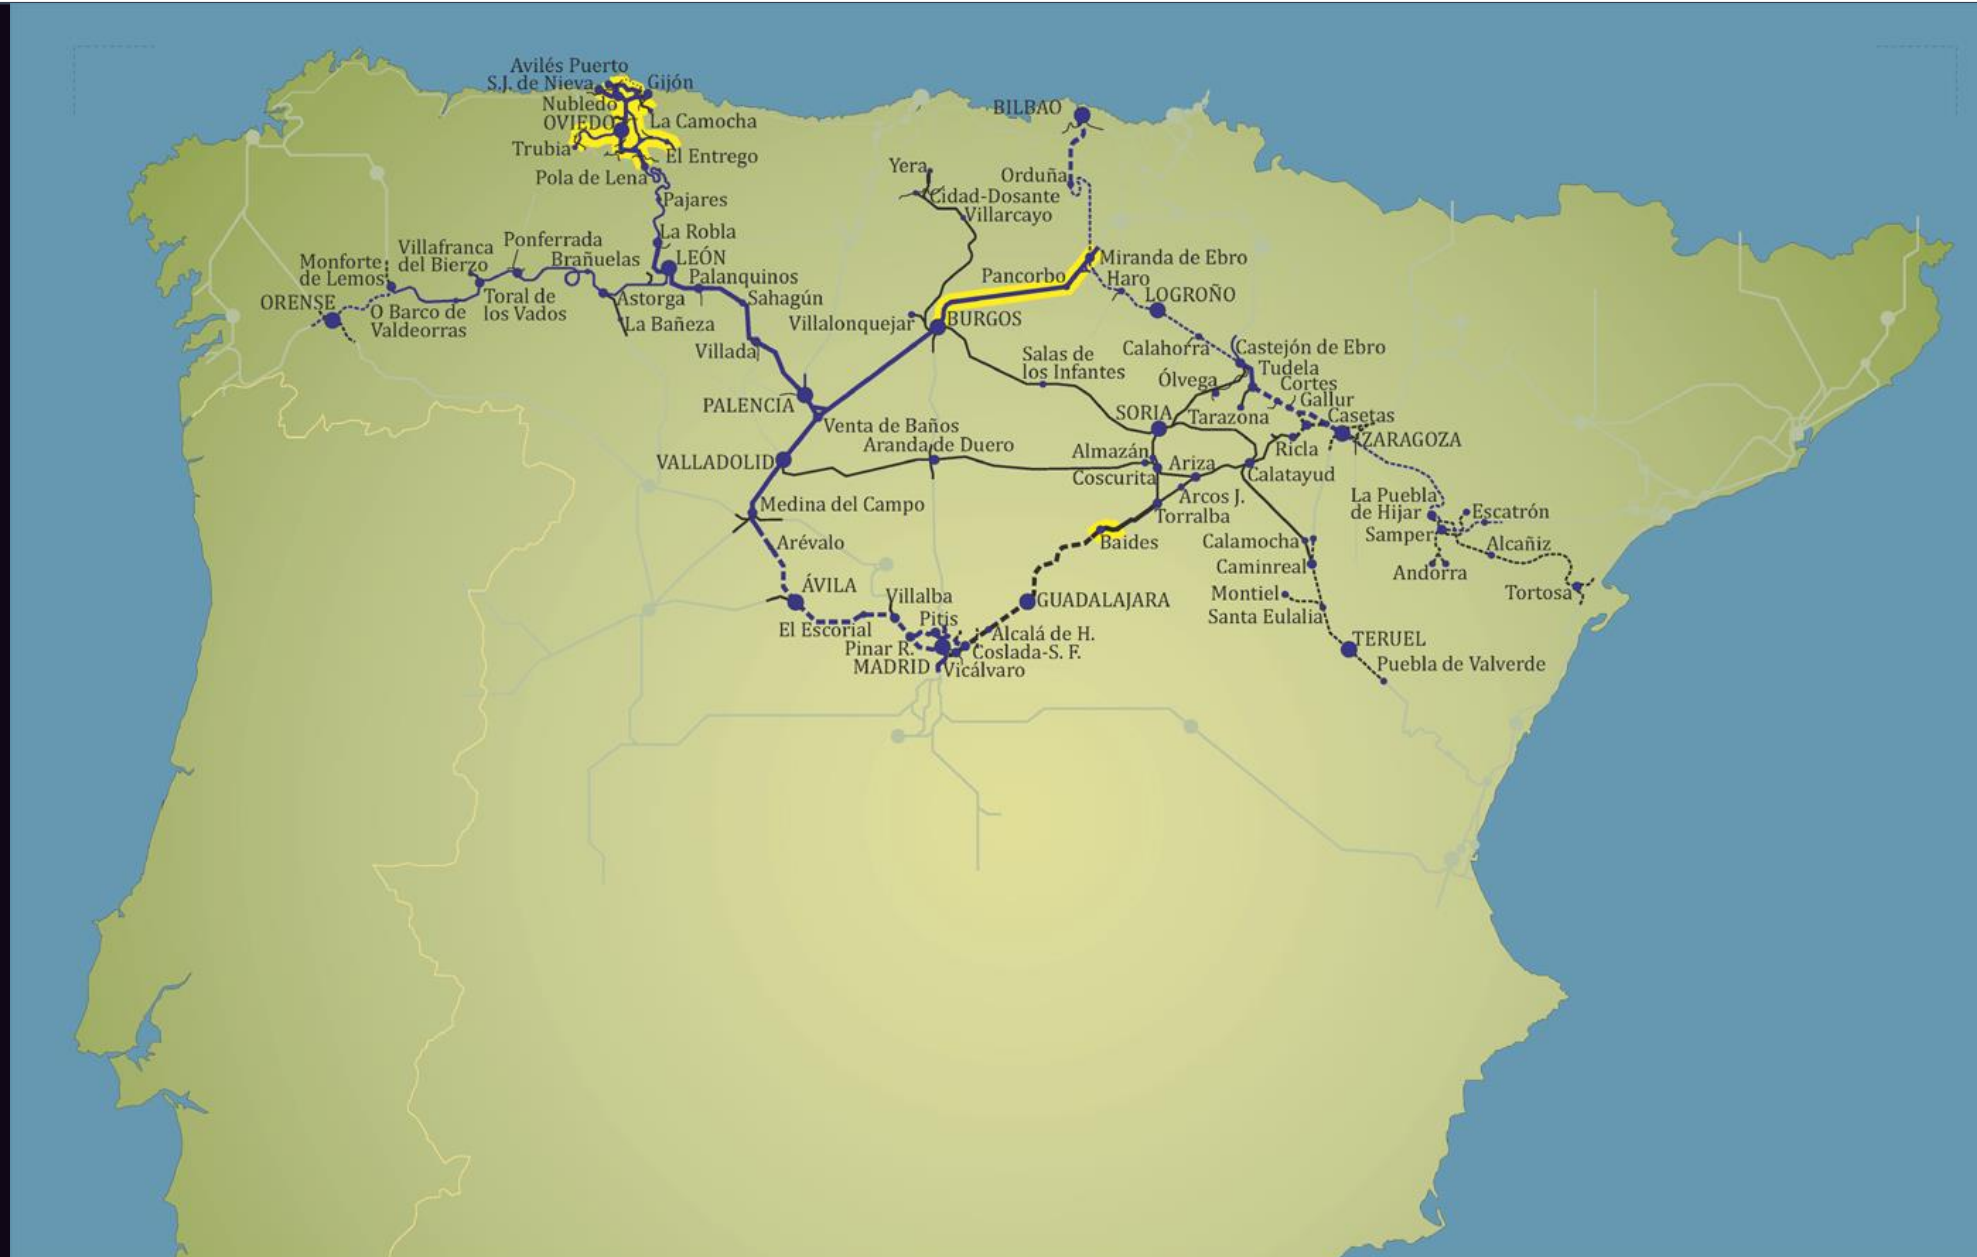 Avilés Puerto
S.J. de Nieva
Gijón
Nubledo
OVIEDO
La Camocha
Trubia
El Entrego
Pola de Lena
Pajares
La Robla
LEÓN
Palanquinos
Sahagún
Ponferrada
Brañuelas
Villafranca
del Bierzo
Monforte
de Lemos
ORENSE
O Barco de
Valdeorras
Toral de
los Vados
Astorga
La Bañeza
Villada
PALENCIA
Venta de Baños
VALLADOLID
Aranda de Duero
Medina del Campo
Arévalo
ÁVILA
El Escorial
Villalba
Pitis
Pinar R.
MADRID
Vicálvaro
Coslada-S. F.
Alcalá de H.
GUADALAJARA
Baides
Torralba
Arcos J.
Ariza
Coscurita
Almazán
SORIA
Salas de
los Infantes
Villalonquejar
BURGOS
Pancorbo
Miranda de Ebro
Haro
LOGROÑO
BILBAO
Orduña
Yera
Cidad-Dosante
Villarcayo
Calahorra
Castejón de Ebro
Tudela
Ólvega
Cortes
Gallur
Tarazona
Casetas
ZARAGOZA
Ricla
Calatayud
Calamocha
Caminreal
Montiel
Santa Eulalia
TERUEL
Puebla de Valverde
La Puebla
de Hijar
Escatrón
Samper
Alcañiz
Andorra
Tortosa